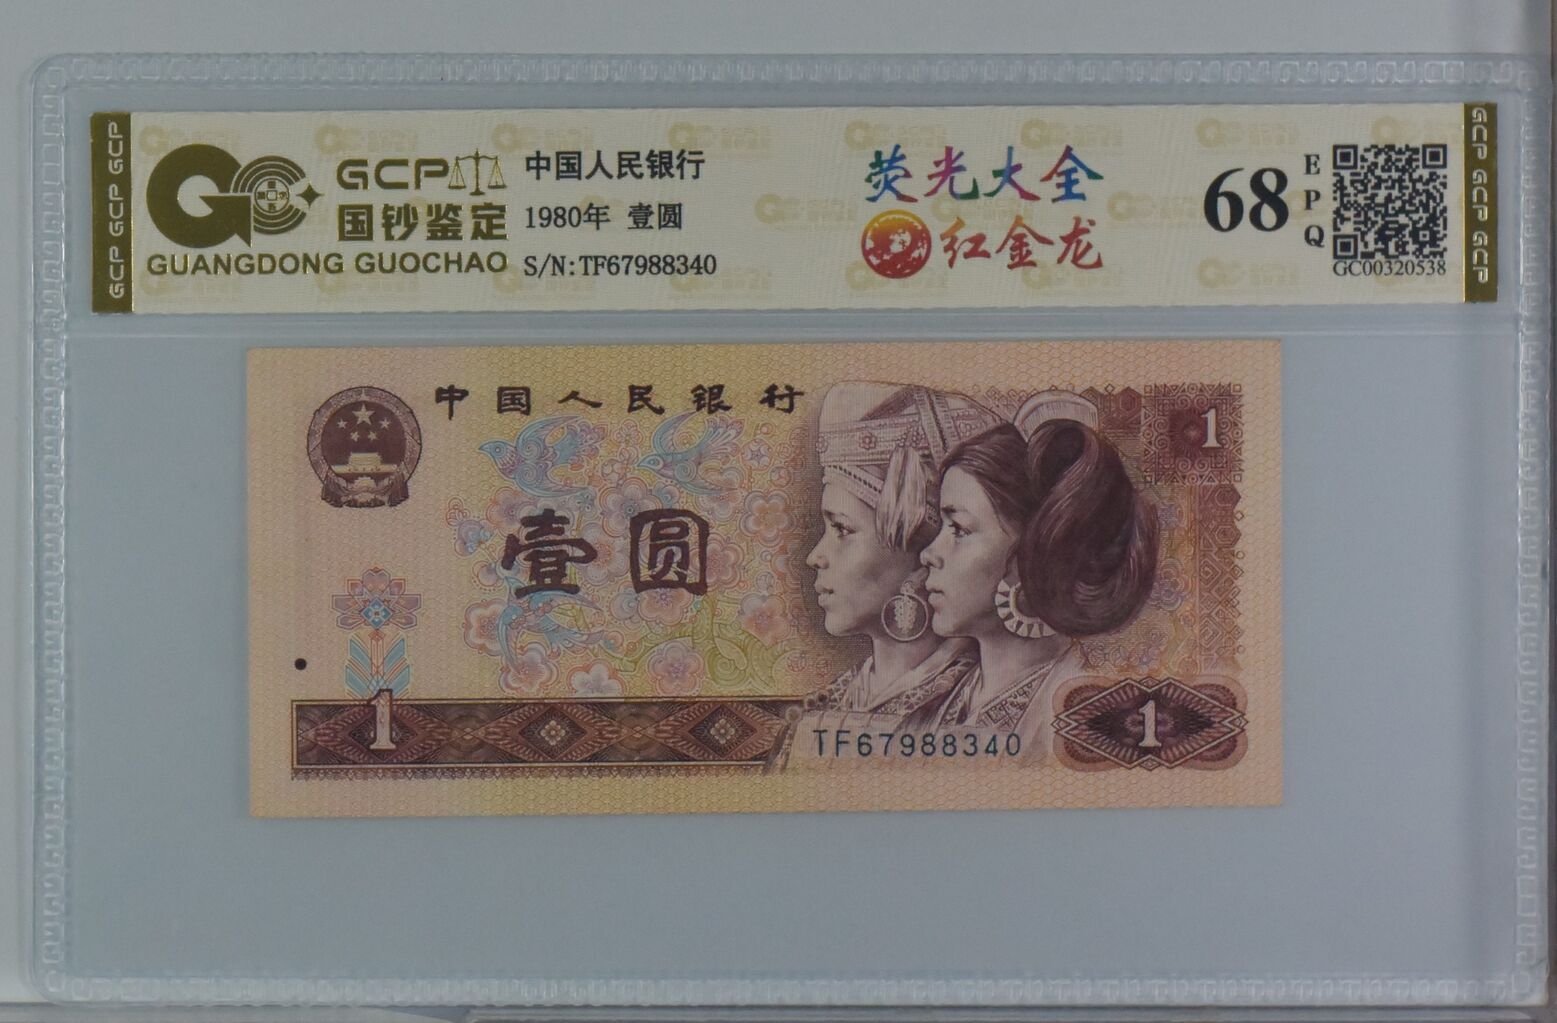 GCP
国钞鉴定
GUANGDONG GUOCHAO
中国人民银行
1980年 壹圆
S/N:TF67988340
荧光大全
红金龙
68
EPQ
GC00320538
GCP GCP GCP
GCP GCP GCP
中国人民银行
1
壹圆
1
TF67988340
1